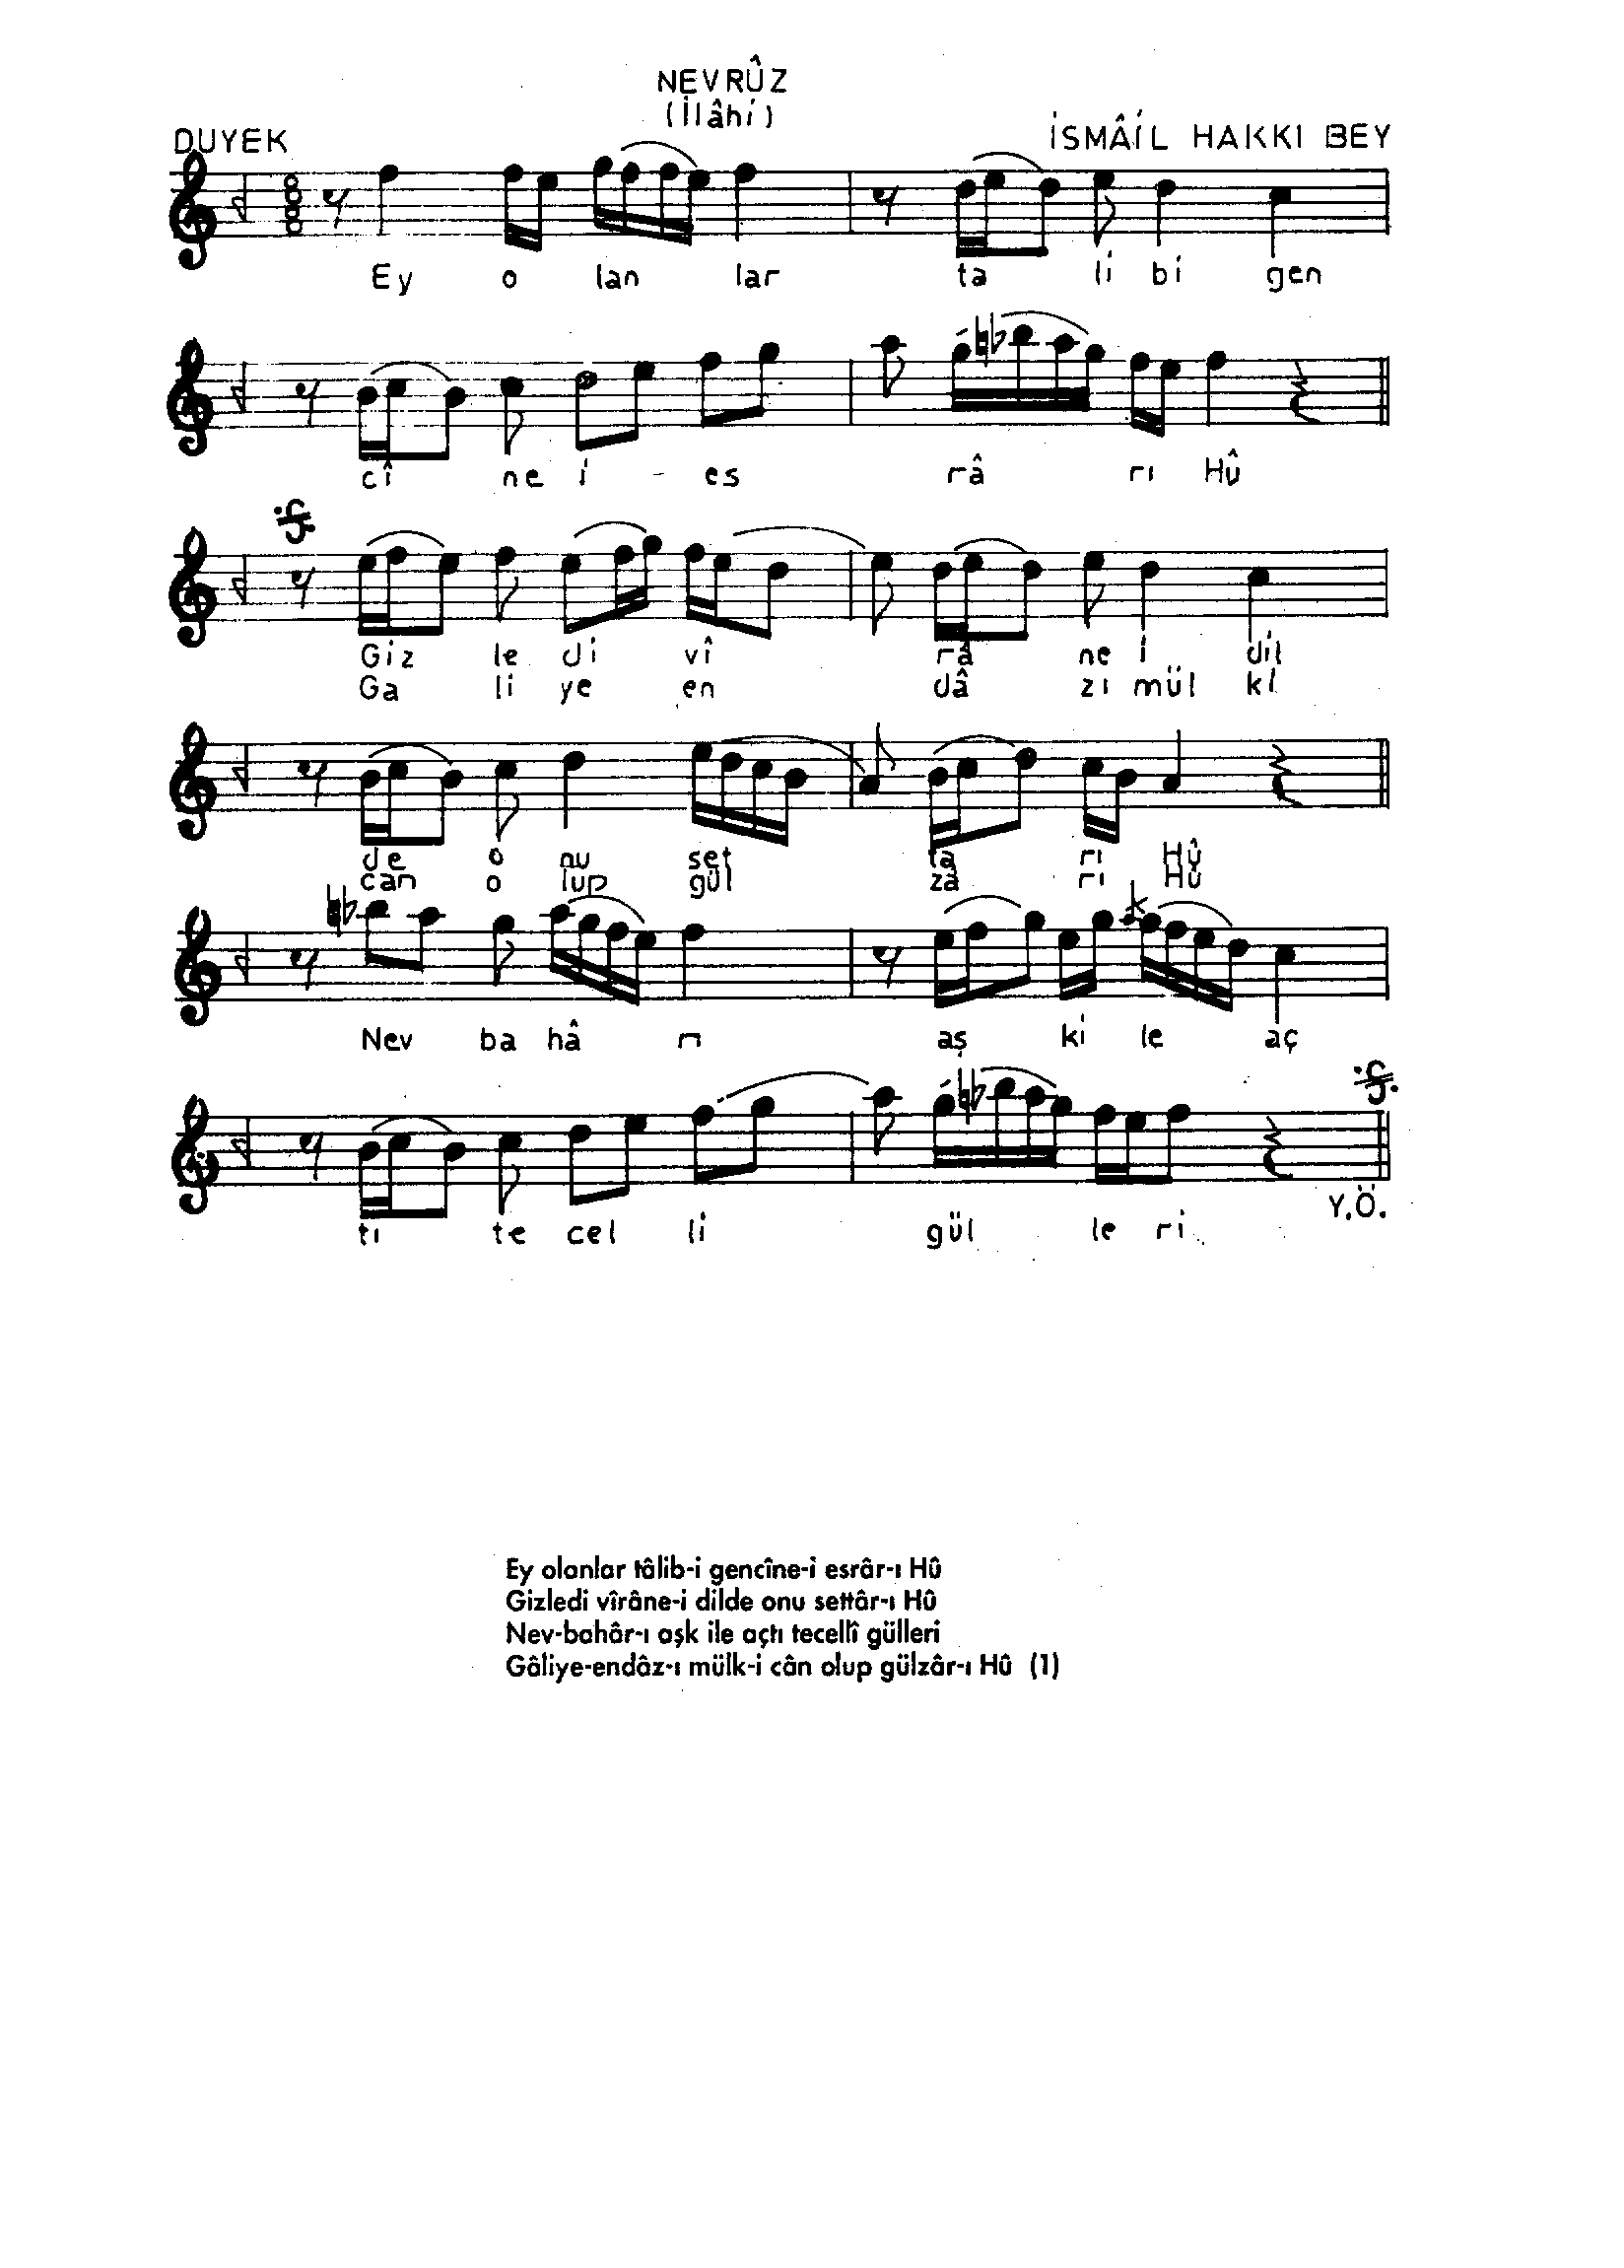 NEVRÛZ
(İlâhi)
DUYEK
İSMÂİL HAKKI BEY
8
8
Ey o lan lar ta li bi gen
cî ne i - es râ rı Hû
Giz le di vî râ ne i dil
Ga li ye en dâ zı mül ki
de o nu set ta rı Hû
can o lup gül za rı Hû
k
Nev ba hâ rı aş ki le aç
tı te cel li gül le ri
Y.Ö.
Ey olanlar tâlib-i gencîne-i esrâr-ı Hû
Gizledi vîrâne-i dilde onu settâr-ı Hû
Nev-bahâr-ı aşk ile açtı tecellî gülleri
Gâliye-endâz-ı mülk-i cân olup gülzâr-ı Hû (1)